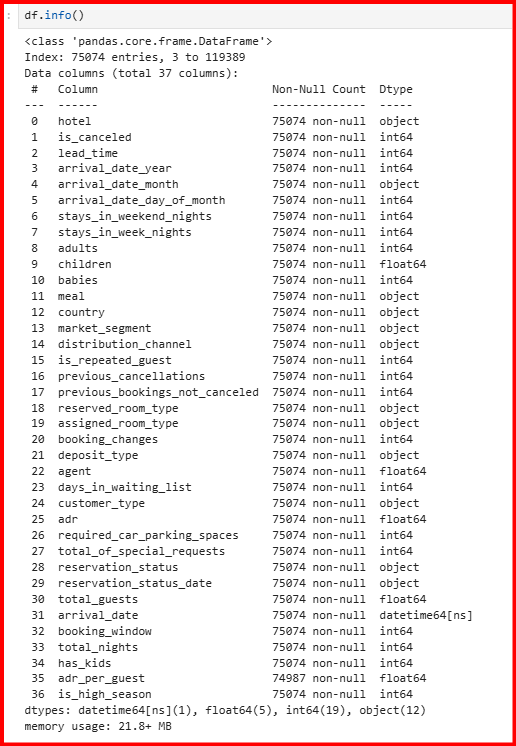 : df.info()
<class 'pandas.core.frame.DataFrame'>
Index: 75074 entries, 3 to 119389
Data columns (total 37 columns):
 #   Column                          Non-Null Count  Dtype
---  ------                          --------------  -----
 0   hotel                           75074 non-null  object
 1   is_canceled                     75074 non-null  int64
 2   lead_time                       75074 non-null  int64
 3   arrival_date_year               75074 non-null  int64
 4   arrival_date_month              75074 non-null  object
 5   arrival_date_day_of_month       75074 non-null  int64
 6   stays_in_weekend_nights         75074 non-null  int64
 7   stays_in_week_nights            75074 non-null  int64
 8   adults                          75074 non-null  int64
 9   children                        75074 non-null  float64
 10  babies                          75074 non-null  int64
 11  meal                            75074 non-null  object
 12  country                         75074 non-null  object
 13  market_segment                  75074 non-null  object
 14  distribution_channel            75074 non-null  object
 15  is_repeated_guest               75074 non-null  int64
 16  previous_cancellations          75074 non-null  int64
 17  previous_bookings_not_canceled  75074 non-null  int64
 18  reserved_room_type              75074 non-null  object
 19  assigned_room_type              75074 non-null  object
 20  booking_changes                 75074 non-null  int64
 21  deposit_type                    75074 non-null  object
 22  agent                           75074 non-null  float64
 23  days_in_waiting_list            75074 non-null  int64
 24  customer_type                   75074 non-null  object
 25  adr                             75074 non-null  float64
 26  required_car_parking_spaces     75074 non-null  int64
 27  total_of_special_requests       75074 non-null  int64
 28  reservation_status              75074 non-null  object
 29  reservation_status_date         75074 non-null  object
 30  total_guests                    75074 non-null  float64
 31  arrival_date                    75074 non-null  datetime64[ns]
 32  booking_window                  75074 non-null  int64
 33  total_nights                    75074 non-null  int64
 34  has_kids                        75074 non-null  int64
 35  adr_per_guest                   74987 non-null  float64
 36  is_high_season                  75074 non-null  int64
dtypes: datetime64[ns](1), float64(5), int64(19), object(12)
memory usage: 21.8+ MB